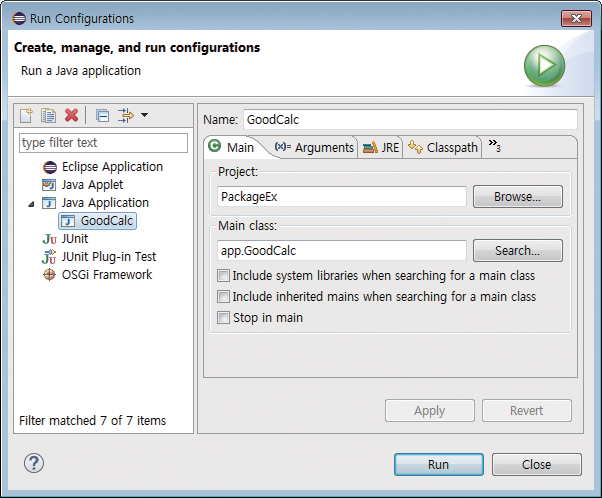 Run Configurations
Create, manage, and run configurations
Run a Java application
type filter text
Eclipse Application
Java Applet
Java Application
GoodCalc
JUnit
JUnit Plug-in Test
OSGi Framework
Filter matched 7 of 7 items
Name: GoodCalc
Main (x)= Arguments JRE Classpath »3
Project:
PackageEx Browse...
Main class:
app.GoodCalc Search...
Include system libraries when searching for a main class
Include inherited mains when searching for a main class
Stop in main
Apply Revert
Run Close